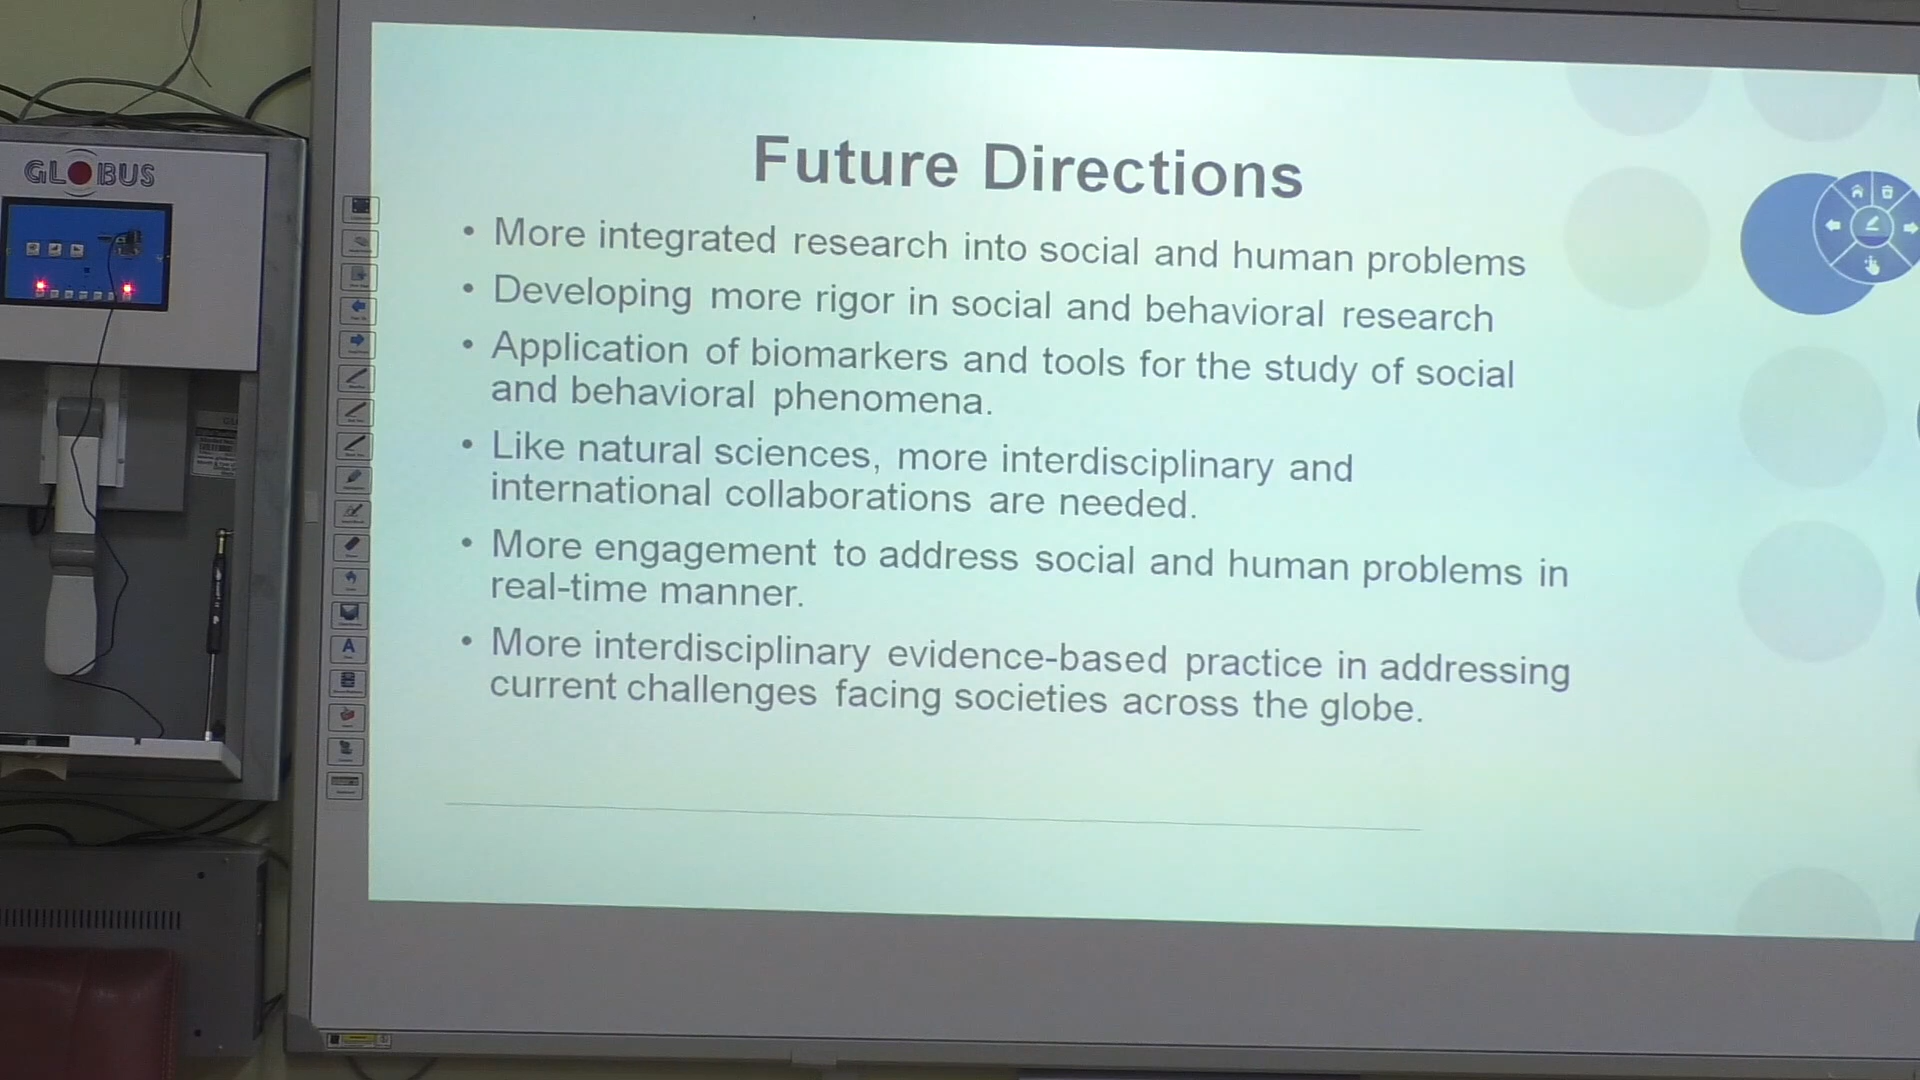 GLOBUS
Future Directions
• More integrated research into social and human problems
• Developing more rigor in social and behavioral research
• Application of biomarkers and tools for the study of social
and behavioral phenomena.
• Like natural sciences, more interdisciplinary and
international collaborations are needed.
• More engagement to address social and human problems in
real-time manner.
• More interdisciplinary evidence-based practice in addressing
current challenges facing societies across the globe.
A